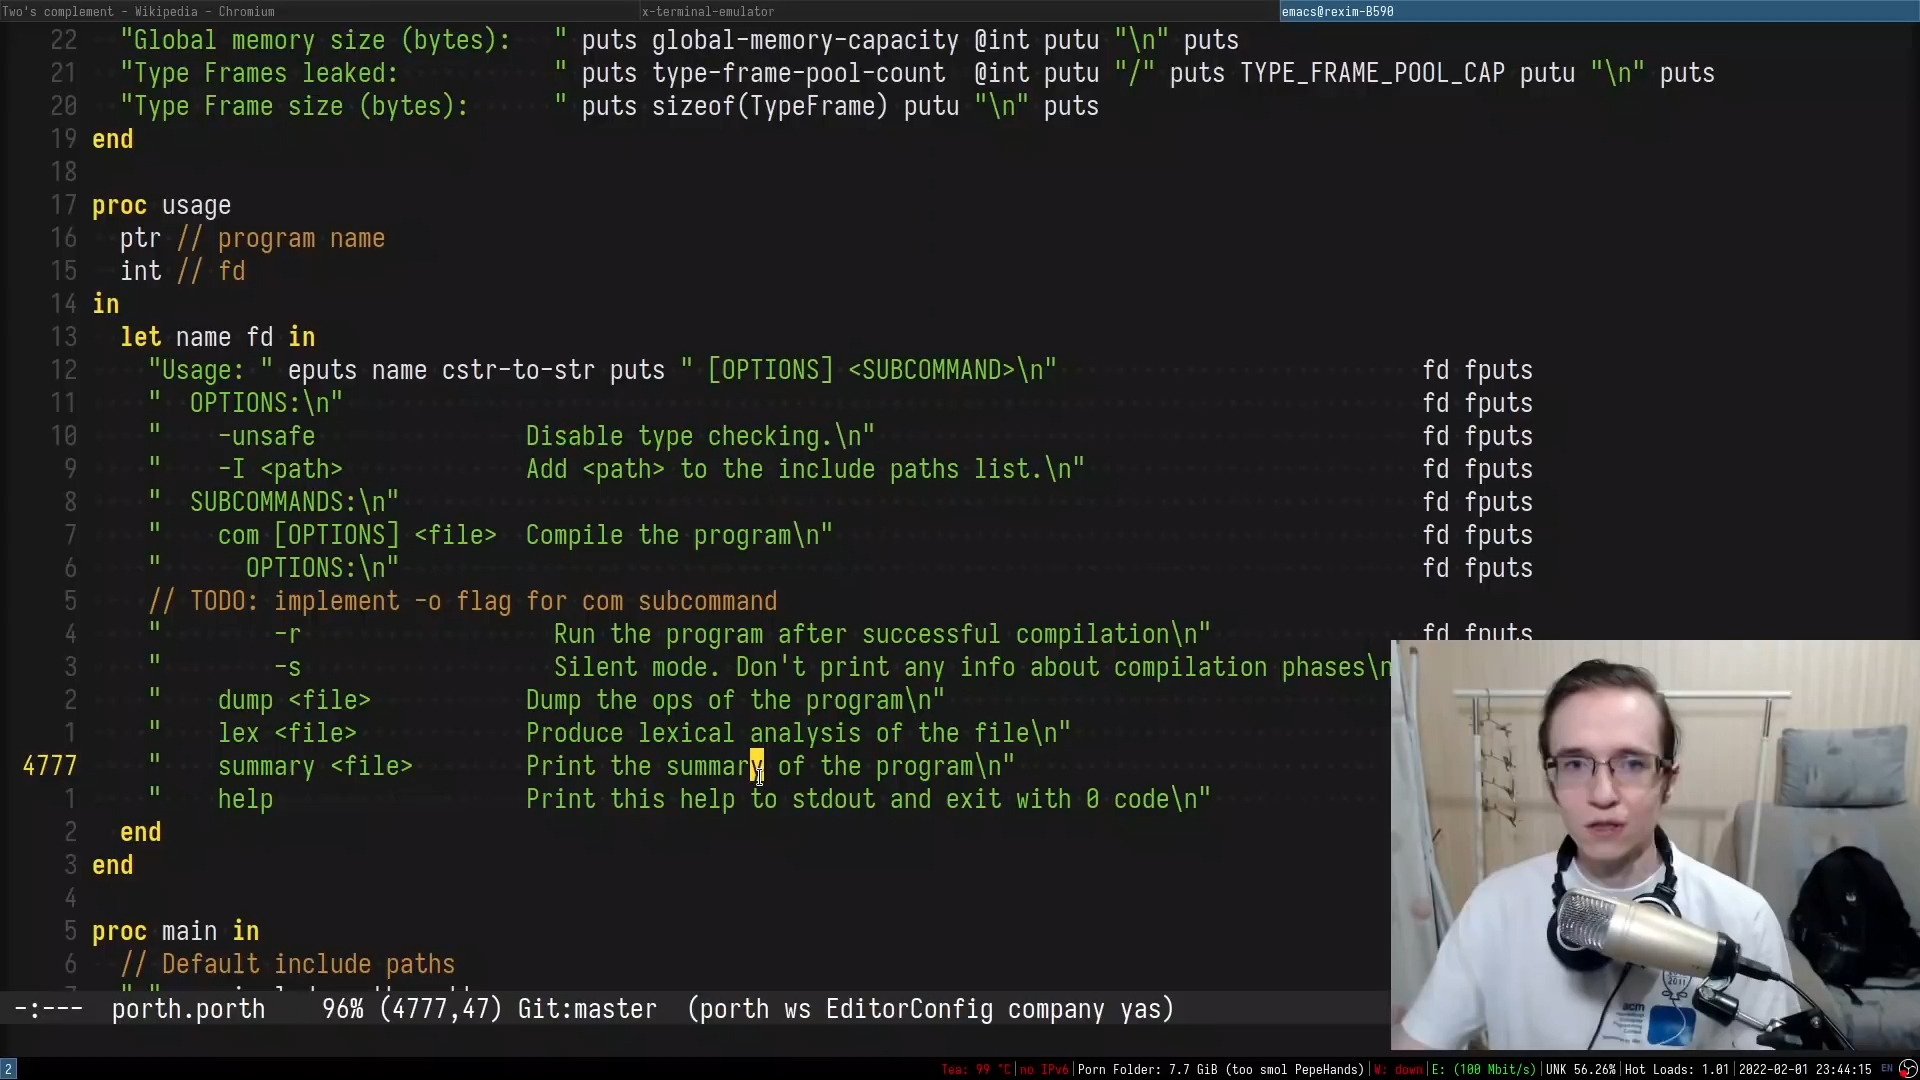 Two's complement - Wikipedia - Chromium
x-terminal-emulator
emacs@rexim-B590
22 "Global memory size (bytes):   " puts global-memory-capacity @int putu "\n" puts
21 "Type Frames leaked:           " puts type-frame-pool-count  @int putu "/" puts TYPE_FRAME_POOL_CAP putu "\n" puts
20 "Type Frame size (bytes):      " puts sizeof(TypeFrame) putu "\n" puts
19 end
18
17 proc usage
16 ptr // program name
15 int // fd
14 in
13 let name fd in
12 "Usage: " eputs name cstr-to-str puts " [OPTIONS] <SUBCOMMAND>\n" fd fputs
11 "  OPTIONS:\n" fd fputs
10 "    -unsafe               Disable type checking.\n" fd fputs
9 "    -I <path>             Add <path> to the include paths list.\n" fd fputs
8 "  SUBCOMMANDS:\n" fd fputs
7 "    com [OPTIONS] <file>  Compile the program\n" fd fputs
6 "      OPTIONS:\n" fd fputs
5 // TODO: implement -o flag for com subcommand
4 "        -r                  Run the program after successful compilation\n" fd fputs
3 "        -s                  Silent mode. Don't print any info about compilation phases\n
2 "    dump <file>           Dump the ops of the program\n"
1 "    lex <file>            Produce lexical analysis of the file\n"
4777 "    summary <file>        Print the summary of the program\n"
1 "    help                  Print this help to stdout and exit with 0 code\n"
2 end
3 end
4
5 proc main in
6 // Default include paths
-:--- porth.porth 96% (4777,47) Git:master (porth ws EditorConfig company yas)
2011
acm
2 Tea: 99 °C|no IPv6|Porn Folder: 7.7 GiB (too smol PepeHands)|W: down|E: (100 Mbit/s)|UNK 56.26%|Hot Loads: 1.01|2022-02-01 23:44:15 EN